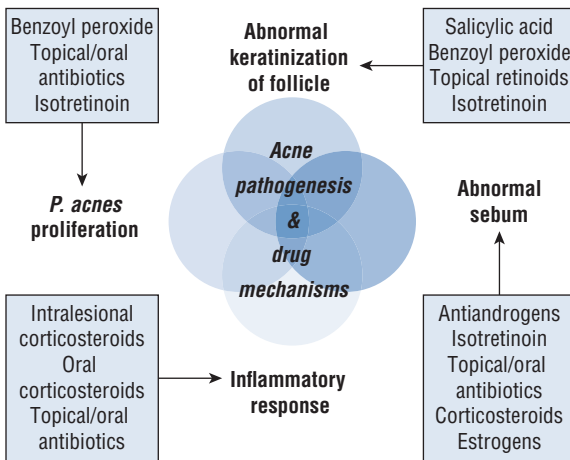 Benzoyl peroxide
Topical/oral
antibiotics
Isotretinoin
Abnormal
keratinization
of follicle
Salicylic acid
Benzoyl peroxide
Topical retinoids
Isotretinoin
P. acnes
proliferation
Acne
pathogenesis
&
drug
mechanisms
Abnormal
sebum
Intralesional
corticosteroids
Oral
corticosteroids
Topical/oral
antibiotics
Inflammatory
response
Antiandrogens
Isotretinoin
Topical/oral
antibiotics
Corticosteroids
Estrogens